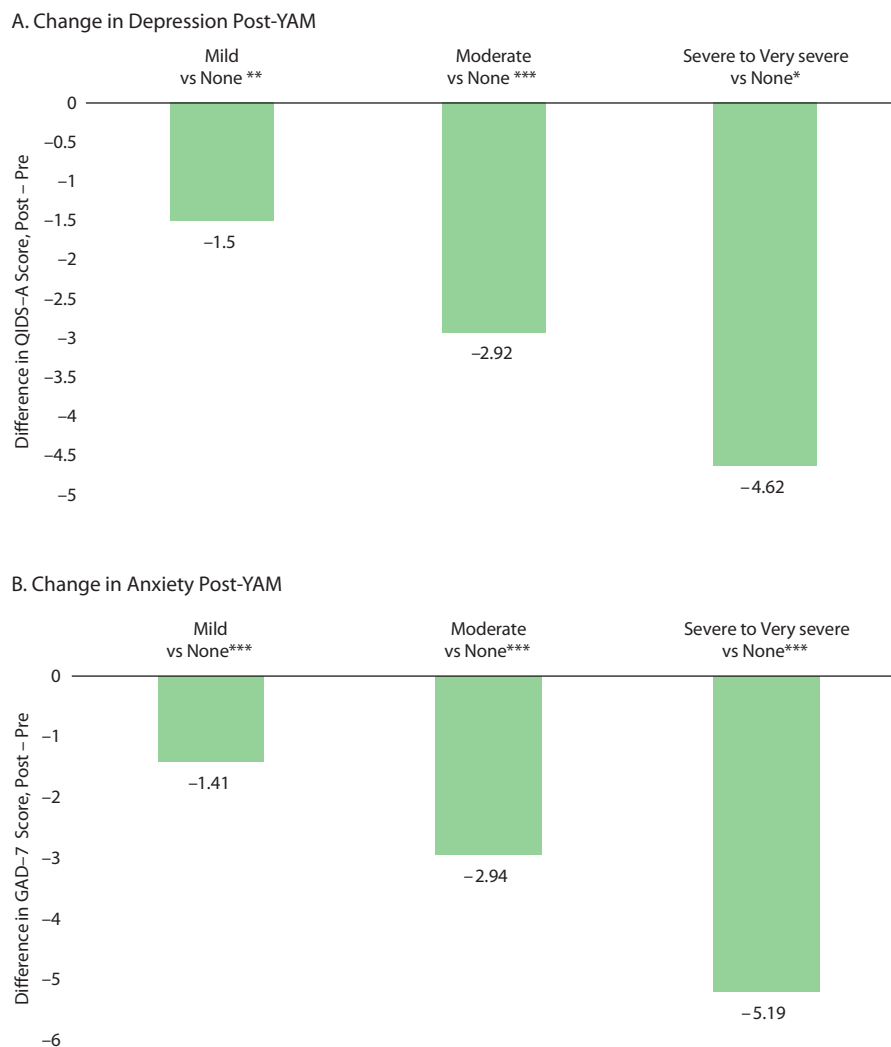 A. Change in Depression Post-YAM
Mild
vs None **
Moderate
vs None ***
Severe to Very severe
vs None*
Difference in QIDS–A Score, Post – Pre
0
–0.5
–1
–1.5
–2
–2.5
–3
–3.5
–4
–4.5
–5
–1.5
–2.92
–4.62
B. Change in Anxiety Post-YAM
Mild
vs None***
Moderate
vs None***
Severe to Very severe
vs None***
Difference in GAD–7 Score, Post – Pre
0
–1
–2
–3
–4
–5
–6
–1.41
–2.94
–5.19